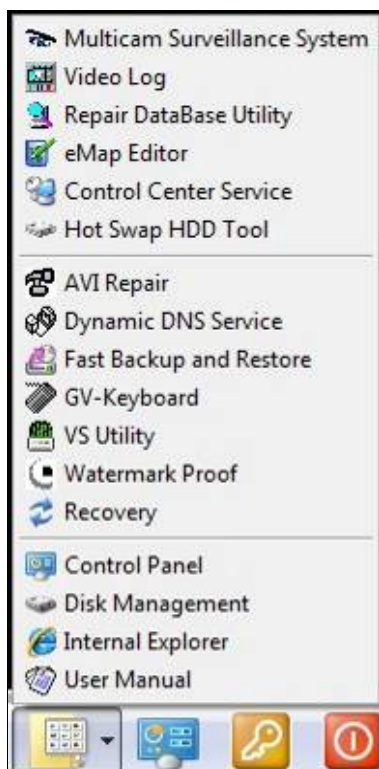 Multicam Surveillance System
Video Log
Repair DataBase Utility
eMap Editor
Control Center Service
Hot Swap HDD Tool
AVI Repair
Dynamic DNS Service
Fast Backup and Restore
GV-Keyboard
VS Utility
Watermark Proof
Recovery
Control Panel
Disk Management
Internal Explorer
User Manual